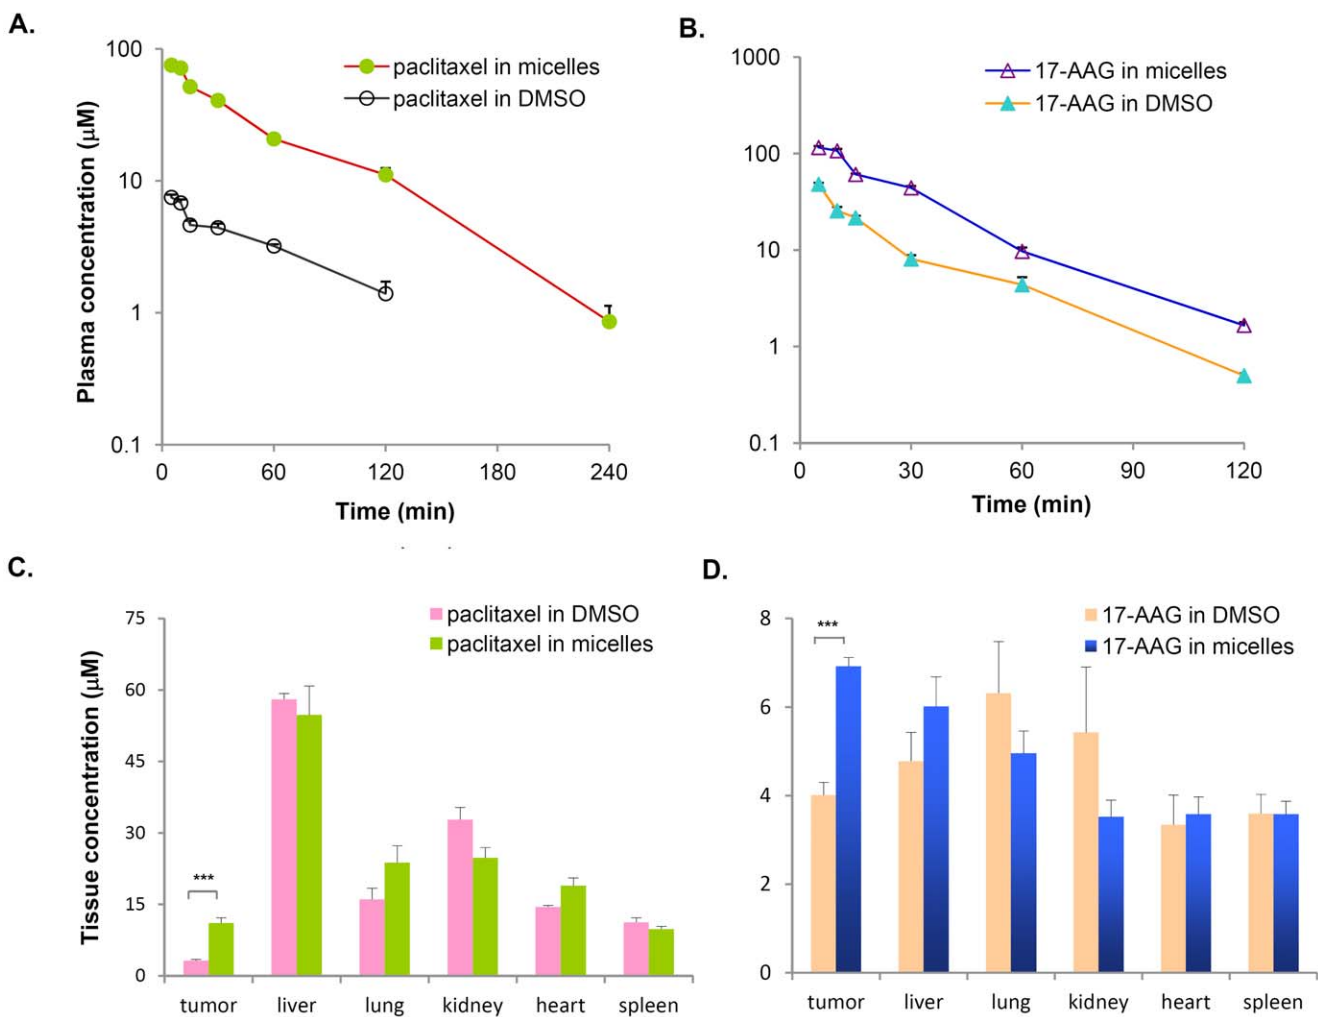 A.
100
10
1
0.1
Plasma concentration (μM)
paclitaxel in micelles
paclitaxel in DMSO
0 60 120 180 240
Time (min)
B.
1000
100
10
1
0.1
17-AAG in micelles
17-AAG in DMSO
0 30 60 90 120
Time (min)
C.
75
60
45
30
15
0
Tissue concentration (μM)
paclitaxel in DMSO
paclitaxel in micelles
***
tumor liver lung kidney heart spleen
D.
8
6
4
2
0
17-AAG in DMSO
17-AAG in micelles
***
tumor liver lung kidney heart spleen